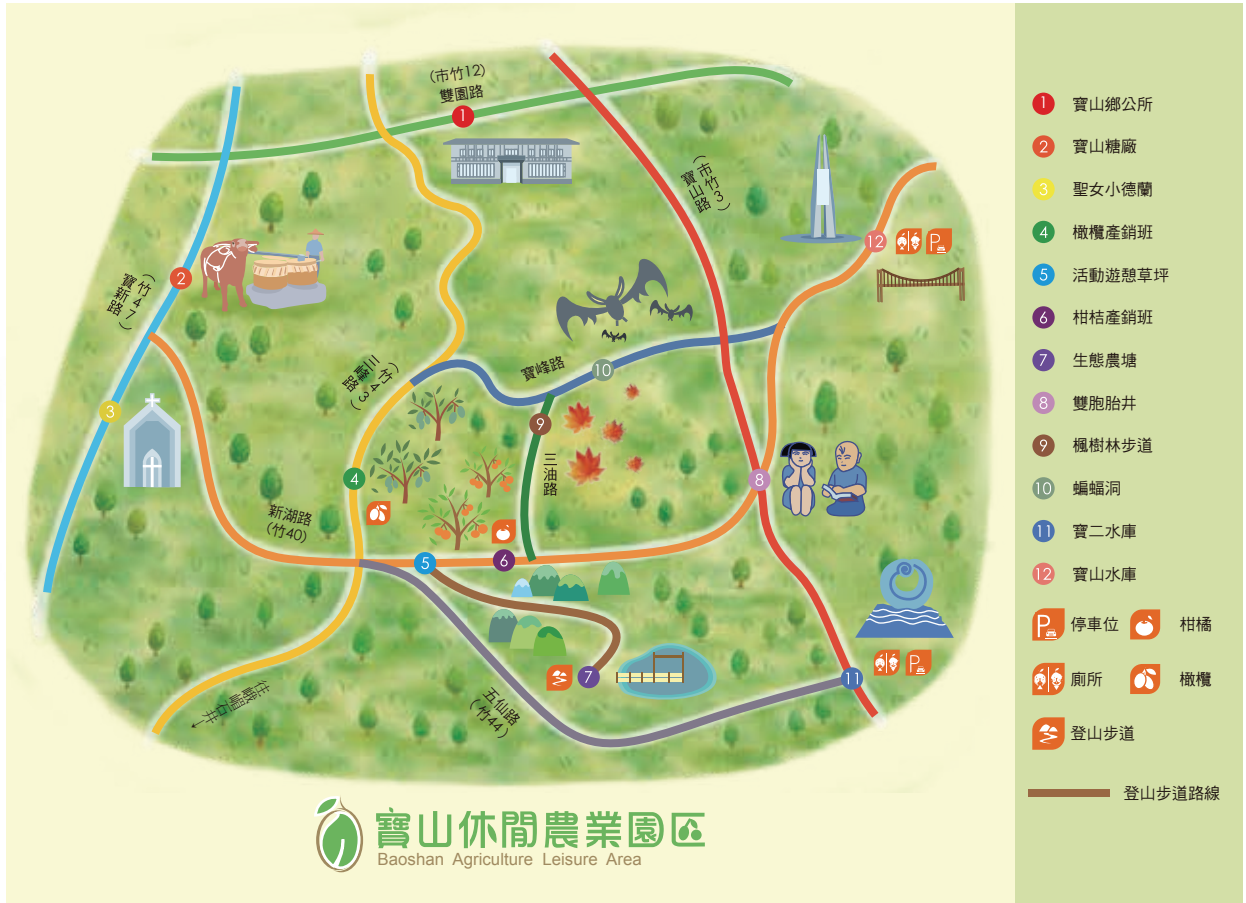 (市竹12)
雙園路
1
(市竹3)
寶山路
12
P
2
(竹47)
寶新路
3
(竹43)
三峰路
寶峰路
10
9
三油路
4
8
新湖路
(竹40)
5
6
7
11
P
五仙路
(竹44)
往峨嵋石井
寶山休閒農業園區
Baoshan Agriculture Leisure Area
1 寶山鄉公所
2 寶山糖廠
3 聖女小德蘭
4 橄欖產銷班
5 活動遊憩草坪
6 柑桔產銷班
7 生態農塘
8 雙胞胎井
9 楓樹林步道
10 蝙蝠洞
11 寶二水庫
12 寶山水庫
P 停車位 柑橘
廁所 橄欖
登山步道
登山步道路線